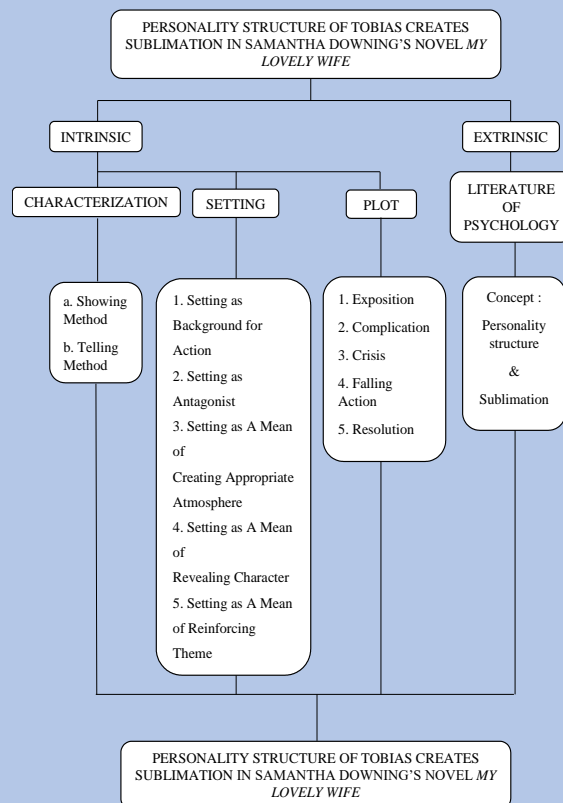 PERSONALITY STRUCTURE OF TOBIAS CREATES
SUBLIMATION IN SAMANTHA DOWNING'S NOVEL MY
LOVELY WIFE
INTRINSIC
EXTRINSIC
CHARACTERIZATION
SETTING
PLOT
LITERATURE
OF
PSYCHOLOGY
a. Showing
Method
b. Telling
Method
1. Setting as
Background for
Action
2. Setting as
Antagonist
3. Setting as A Mean
of
Creating Appropriate
Atmosphere
4. Setting as A Mean
of
Revealing Character
5. Setting as A Mean
of Reinforcing
Theme
1. Exposition
2. Complication
3. Crisis
4. Falling
Action
5. Resolution
Concept :
Personality
structure
&
Sublimation
PERSONALITY STRUCTURE OF TOBIAS CREATES
SUBLIMATION IN SAMANTHA DOWNING'S NOVEL MY
LOVELY WIFE